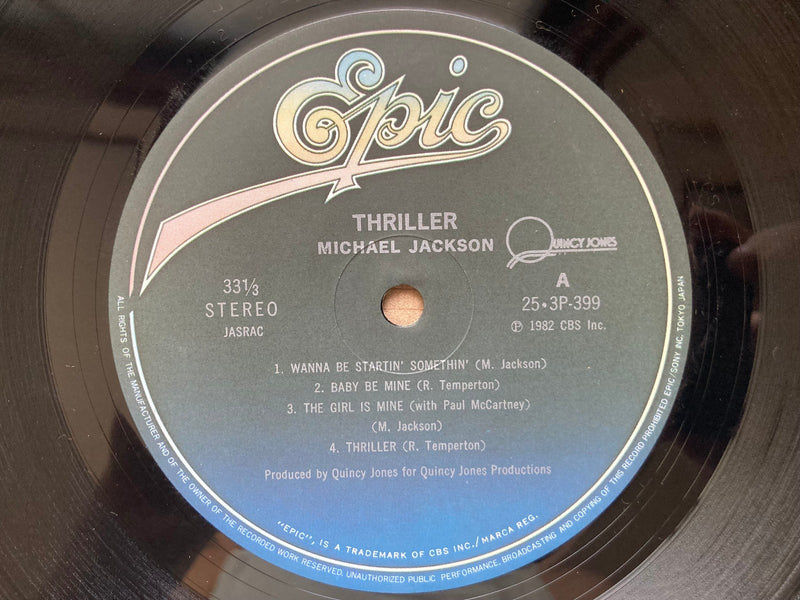 Epic
THRILLER
MICHAEL JACKSON
QUINCY JONES
33⅓
STEREO
JASRAC
A
25•3P-399
Ⓟ 1982 CBS Inc.
1. WANNA BE STARTIN' SOMETHIN' (M. Jackson)
2. BABY BE MINE (R. Temperton)
3. THE GIRL IS MINE (with Paul McCartney)
(M. Jackson)
4. THRILLER (R. Temperton)
Produced by Quincy Jones for Quincy Jones Productions
"EPIC", IS A TRADEMARK OF CBS INC./MARCA REG.
ALL RIGHTS OF THE MANUFACTURER AND OF THE OWNER OF THE RECORDED WORK RESERVED. UNAUTHORIZED PUBLIC PERFORMANCE, BROADCASTING AND COPYING OF THIS RECORD PROHIBITED EPIC/SONY INC. TOKYO JAPAN